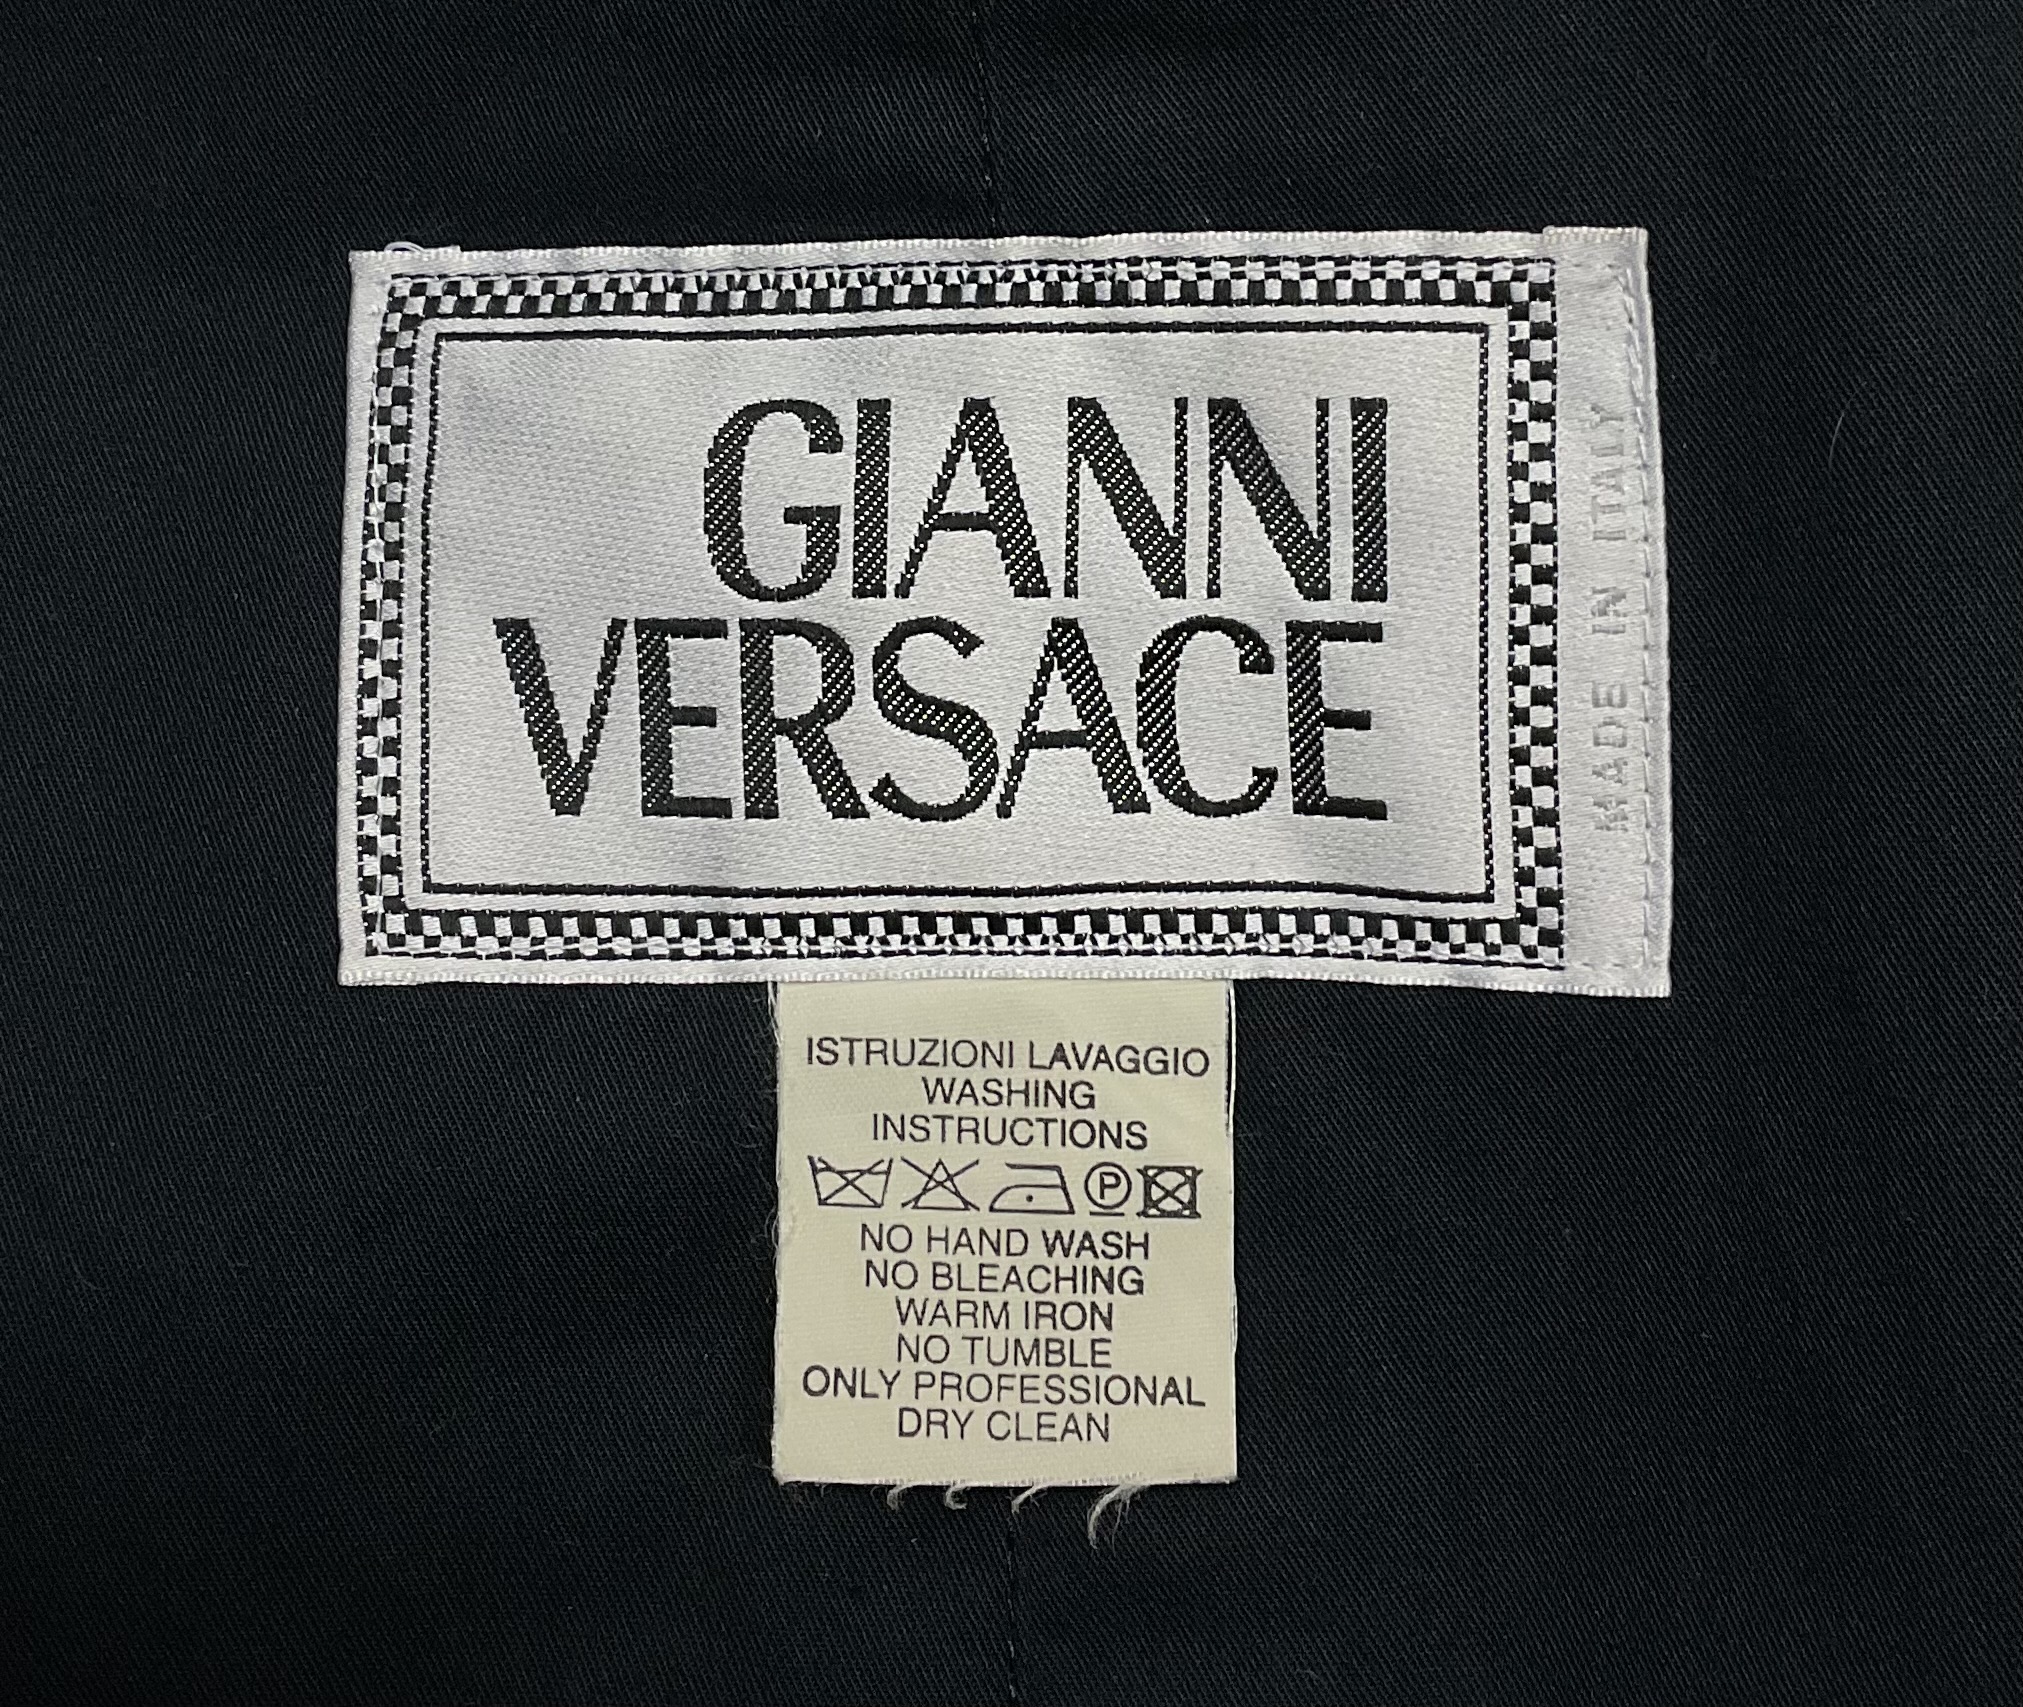 GIANNI
VERSACE
MADE IN ITALY
ISTRUZIONI LAVAGGIO
WASHING
INSTRUCTIONS
P
NO HAND WASH
NO BLEACHING
WARM IRON
NO TUMBLE
ONLY PROFESSIONAL
DRY CLEAN